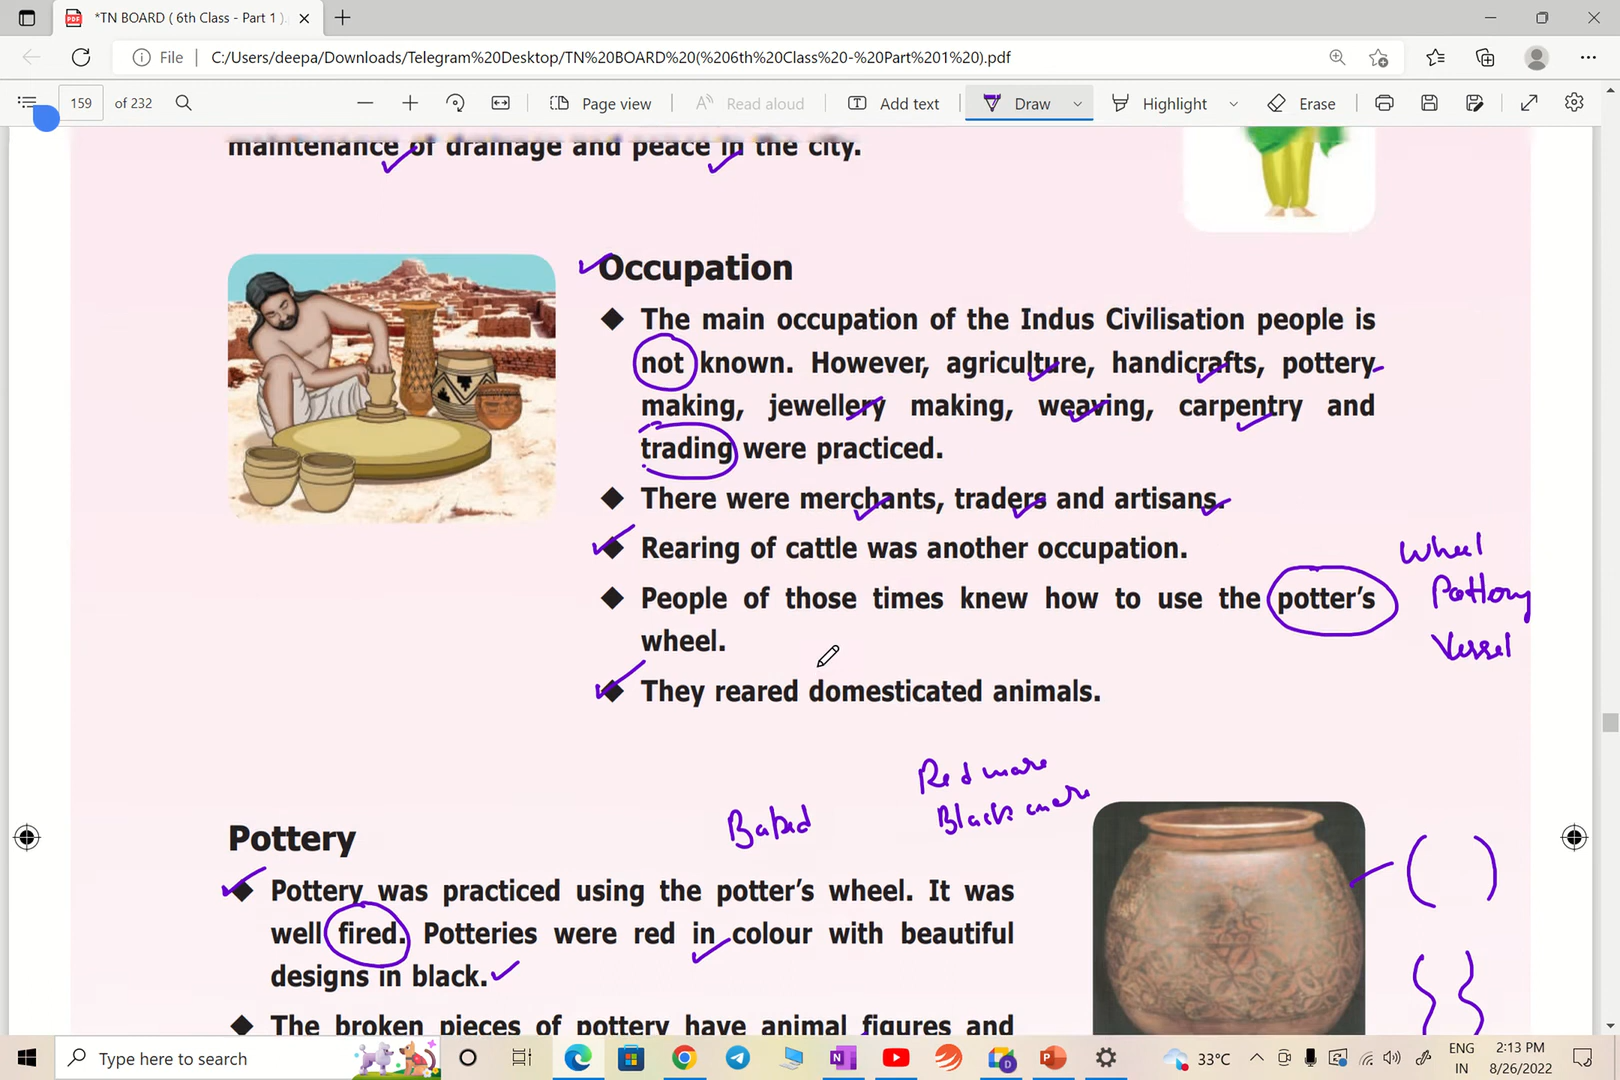 *TN BOARD ( 6th Class - Part 1 ).
File
C:/Users/deepa/Downloads/Telegram%20Desktop/TN%20BOARD%20(%206th%20Class%20-%20Part%201%20).pdf
159 of 232
Page view
Read aloud
Add text
Draw
Highlight
Erase
maintenance of drainage and peace in the city.
Occupation
The main occupation of the Indus Civilisation people is
not known. However, agriculture, handicrafts, pottery
making, jewellery making, weaving, carpentry and
trading were practiced.
There were merchants, traders and artisans.
Rearing of cattle was another occupation.
People of those times knew how to use the potter's
wheel.
They reared domesticated animals.
Wheel
Pottery
Vessel
Red ware
Black ware
Baked
Pottery
Pottery was practiced using the potter's wheel. It was
well fired. Potteries were red in colour with beautiful
designs in black.
The broken pieces of pottery have animal figures and
Type here to search
33°C
ENG
IN
2:13 PM
8/26/2022